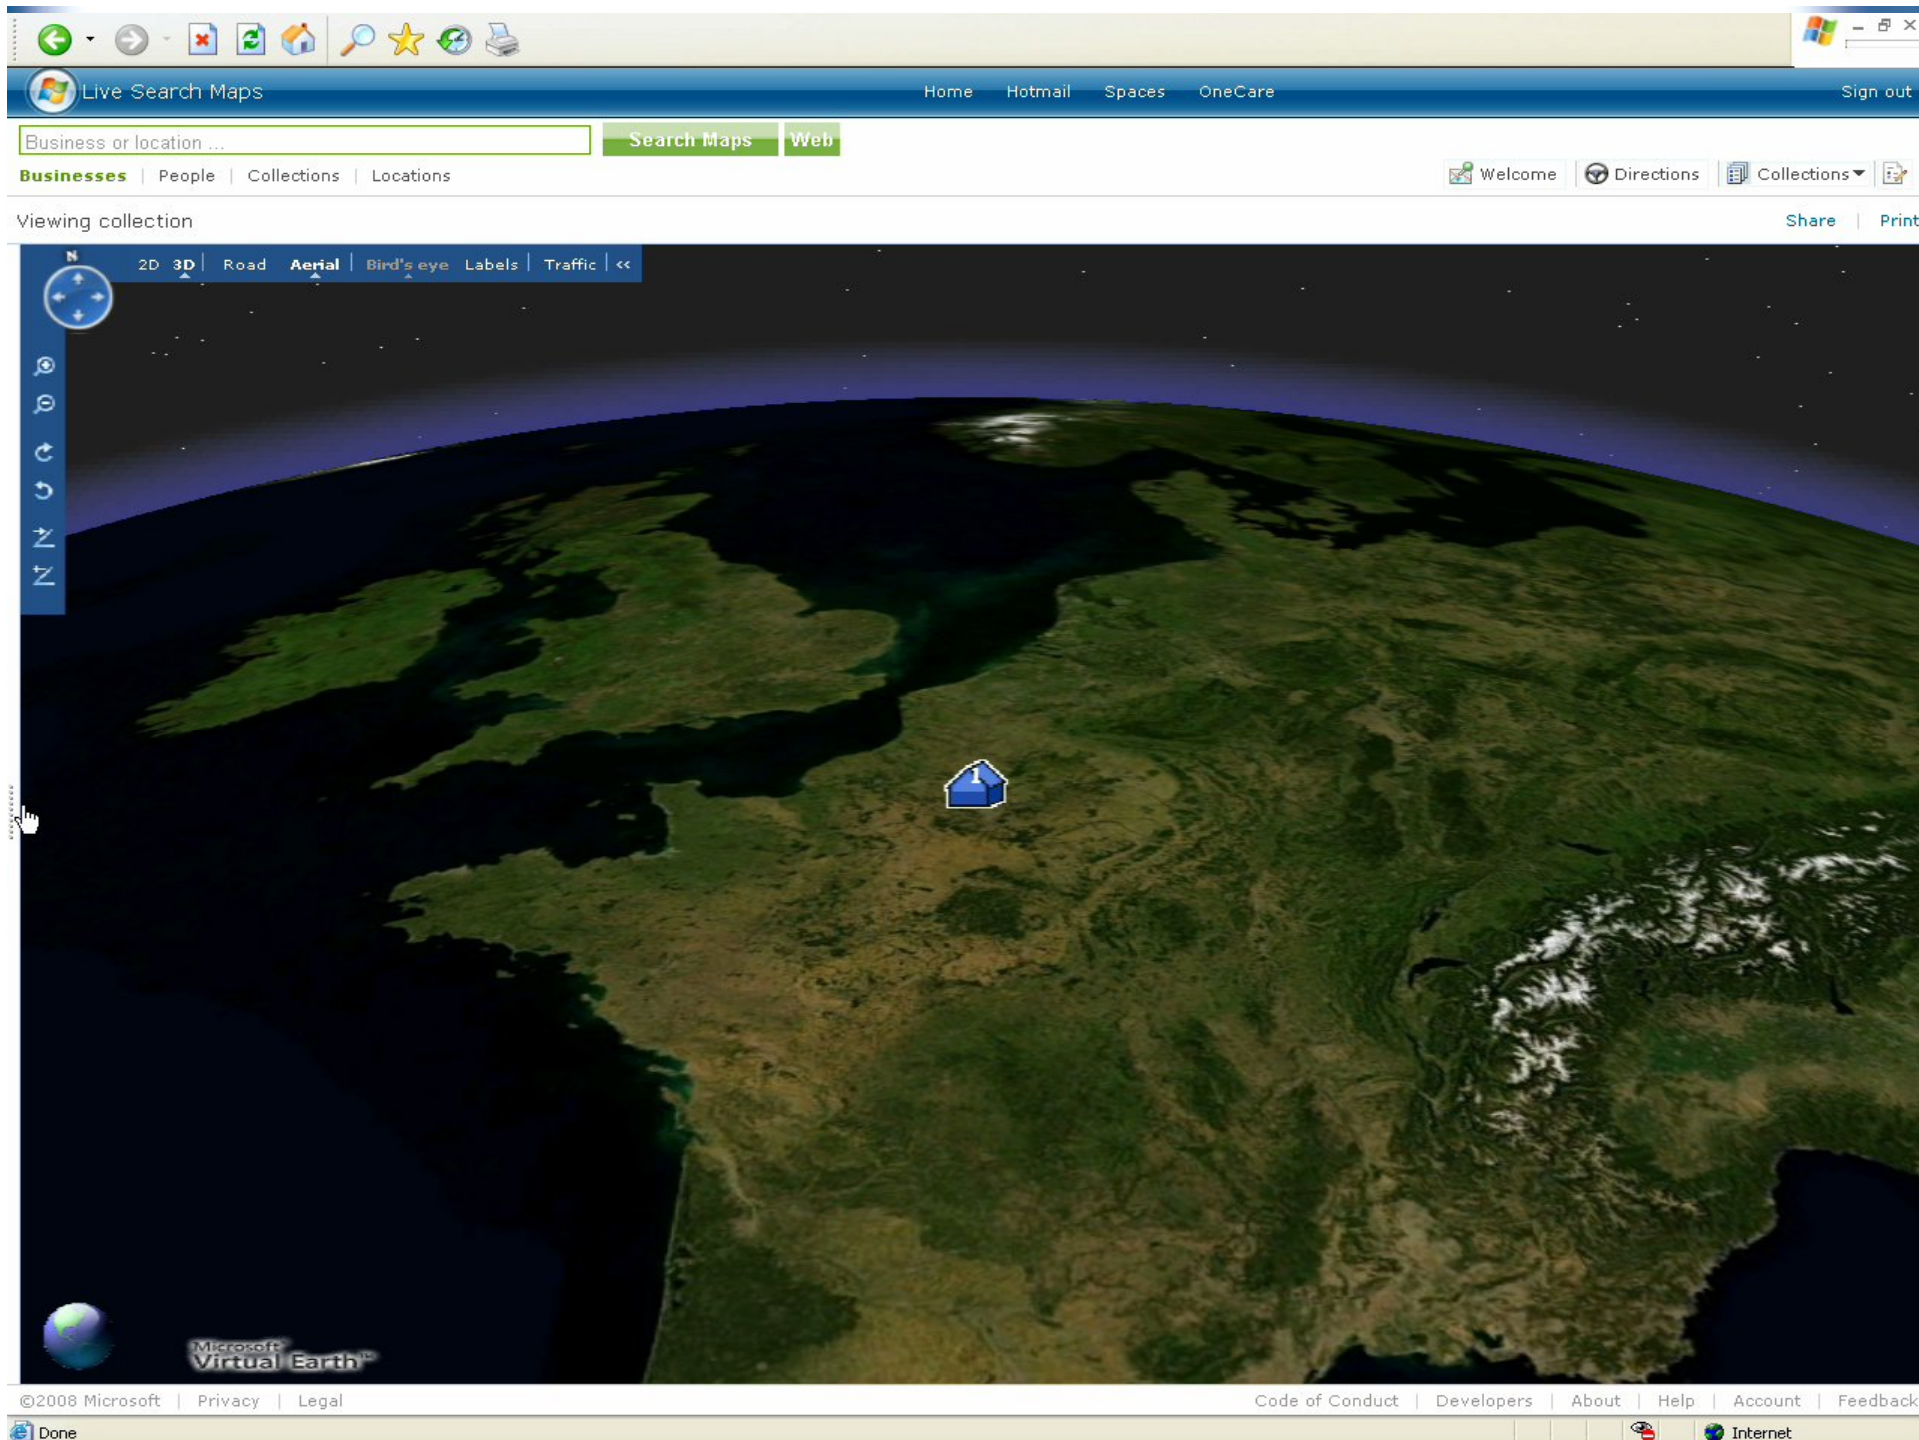 Live Search Maps Home Hotmail Spaces OneCare Sign out
Business or location ... Search Maps Web
Businesses | People | Collections | Locations
Welcome Directions Collections
Viewing collection
Share | Print
N
2D 3D | Road Aerial | Bird's eye Labels | Traffic | <<
1
Microsoft™
Virtual Earth™
©2008 Microsoft | Privacy | Legal
Code of Conduct | Developers | About | Help | Account | Feedback
Done
Internet